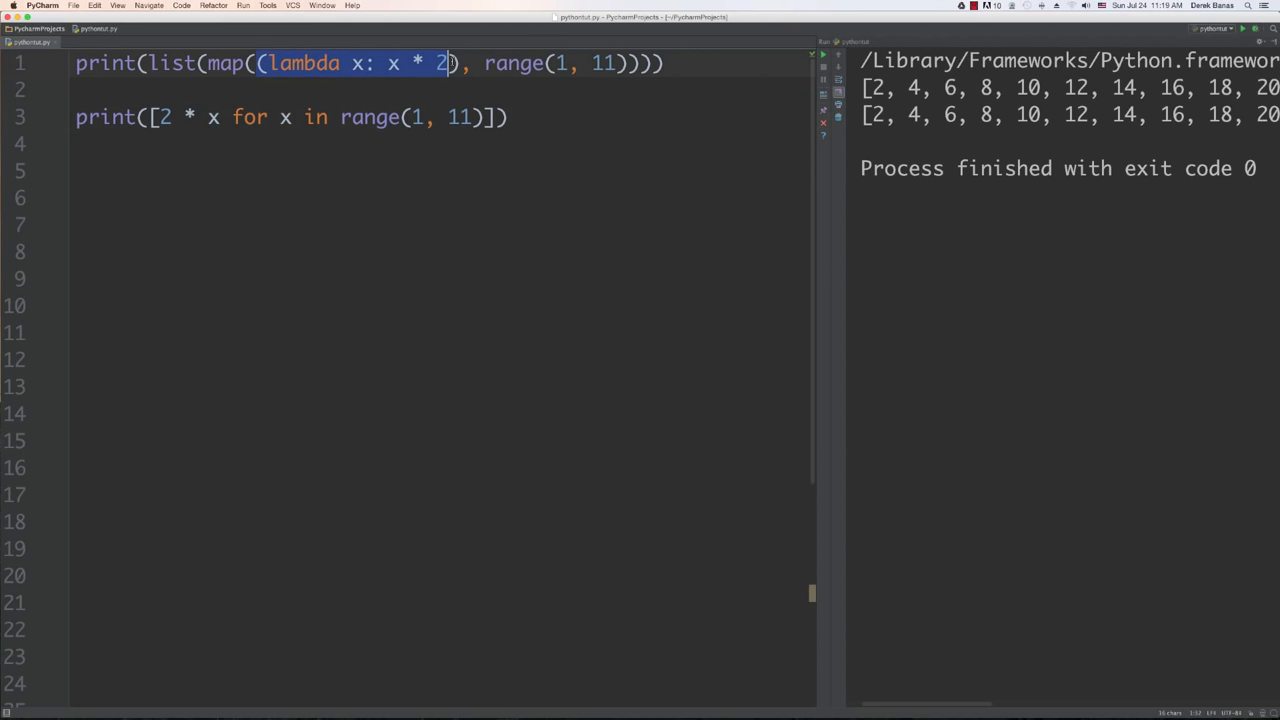 PyCharm File Edit View Navigate Code Refactor Run Tools VCS Window Help 10 Sun Jul 24 11:19 AM Derek Banas
pythontut.py - PycharmProjects - [~/PycharmProjects]
PycharmProjects pythontut.py pythontut
pythontut.py Run: pythontut
1 print(list(map((lambda x: x * 2), range(1, 11))))
2
3 print([2 * x for x in range(1, 11)])
4
5
6
7
8
9
10
11
12
13
14
15
16
17
18
19
20
21
22
23
24
25
/Library/Frameworks/Python.framewor
[2, 4, 6, 8, 10, 12, 14, 16, 18, 20
[2, 4, 6, 8, 10, 12, 14, 16, 18, 20
Process finished with exit code 0
16 chars 1:32 LF÷ UTF-8÷